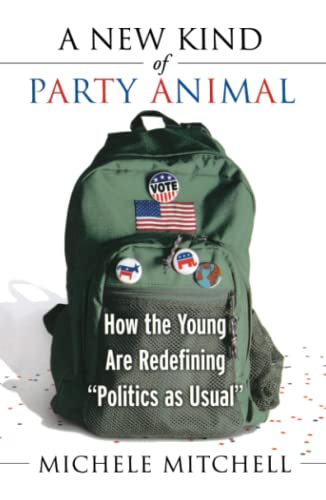 A NEW KIND
of
PARTY ANIMAL
VOTE
How the Young
Are Redefining
“Politics as Usual”
MICHELE MITCHELL